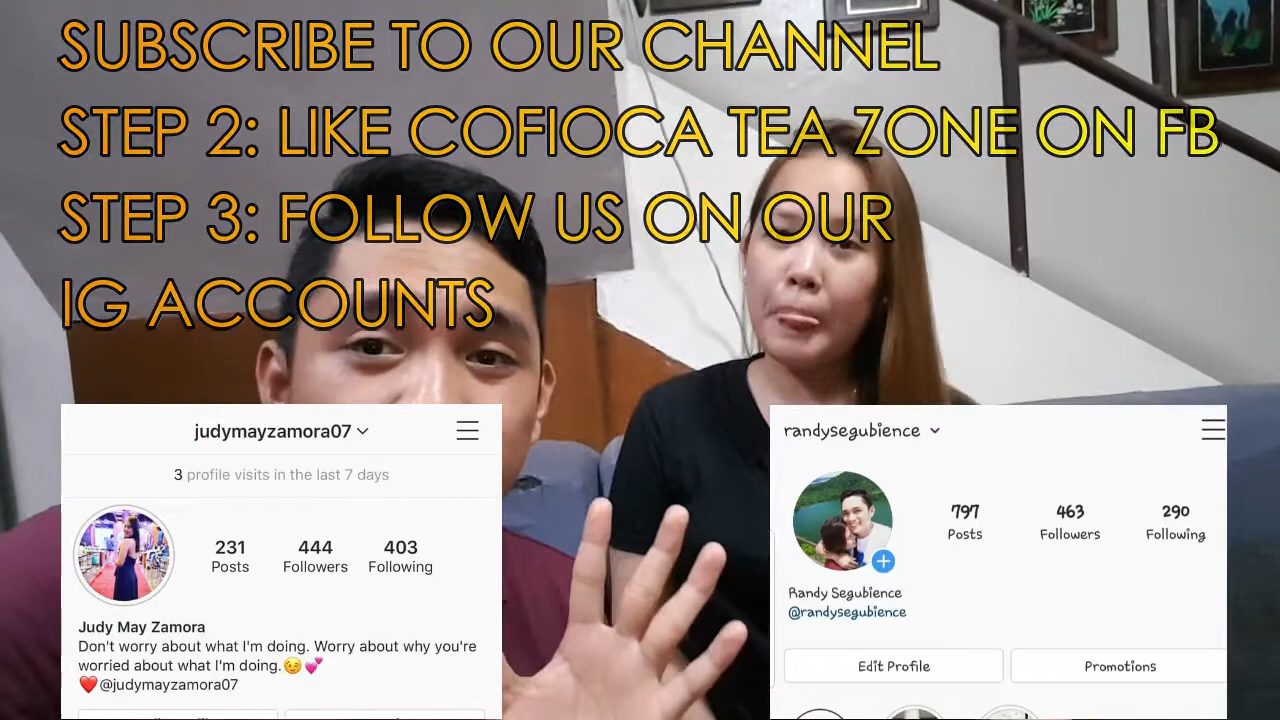 SUBSCRIBE TO OUR CHANNEL
STEP 2: LIKE COFIOCA TEA ZONE ON FB
STEP 3: FOLLOW US ON OUR
IG ACCOUNTS
judymayzamora07
3 profile visits in the last 7 days
231 444 403
Posts Followers Following
Judy May Zamora
Don't worry about what I'm doing. Worry about why you're
worried about what I'm doing.😉💕
❤️@judymayzamora07
randysegubience
797 463 290
Posts Followers Following
Randy Segubience
@randysegubience
Edit Profile Promotions